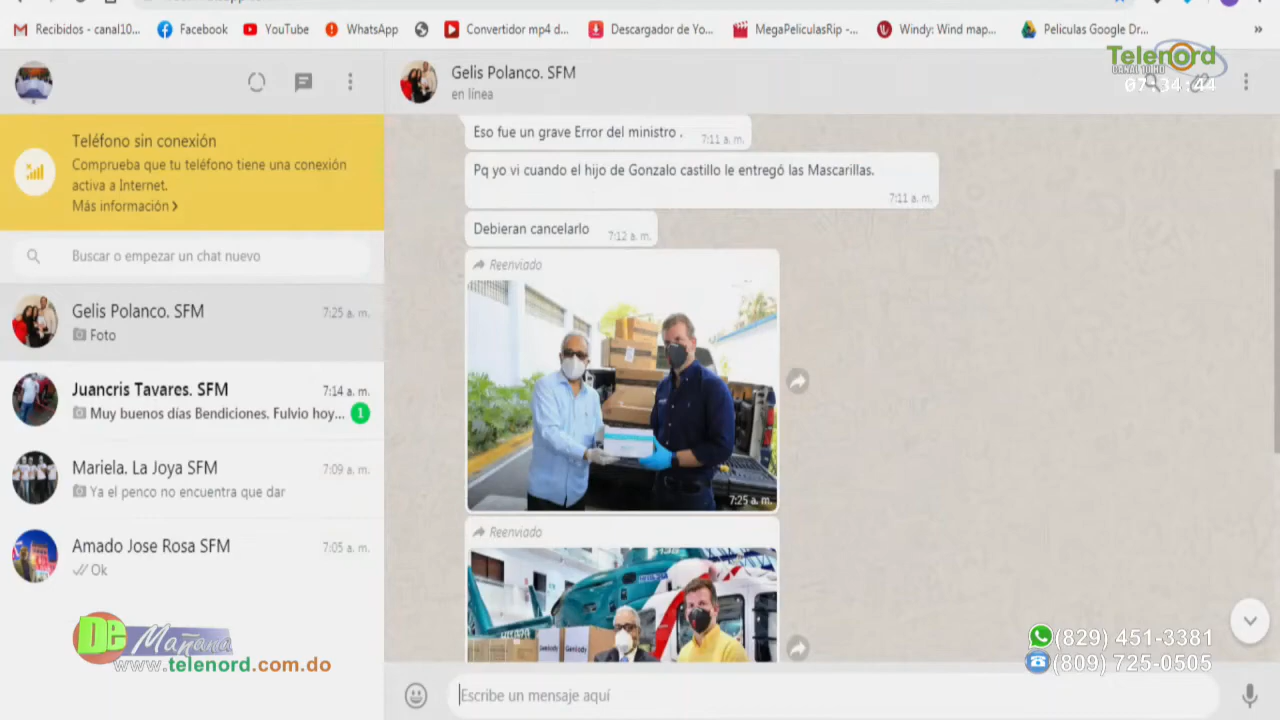 Recibidos - canal10...
Facebook
YouTube
WhatsApp
Convertidor mp4 d...
Descargador de Yo...
MegaPeliculasRip -...
Windy: Wind map...
Peliculas Google Dr...
»
Telenord
07:34:44
Gelis Polanco. SFM
en línea
Teléfono sin conexión
Comprueba que tu teléfono tiene una conexión
activa a Internet.
Más información >
Buscar o empezar un chat nuevo
Gelis Polanco. SFM
7:25 a. m.
Foto
Juancris Tavares. SFM
7:14 a. m.
Muy buenos días Bendiciones. Fulvio hoy...
1
Mariela. La Joya SFM
7:09 a. m.
Ya el penco no encuentra que dar
Amado Jose Rosa SFM
7:05 a. m.
Ok
Eso fue un grave Error del ministro .
7:11 a. m.
Pq yo vi cuando el hijo de Gonzalo castillo le entregó las Mascarillas.
7:11 a. m.
Debieran cancelarlo
7:12 a. m.
Reenviado
7:25 a. m.
Reenviado
De Mañana
www.telenord.com.do
(829) 451-3381
(809) 725-0505
Escribe un mensaje aquí